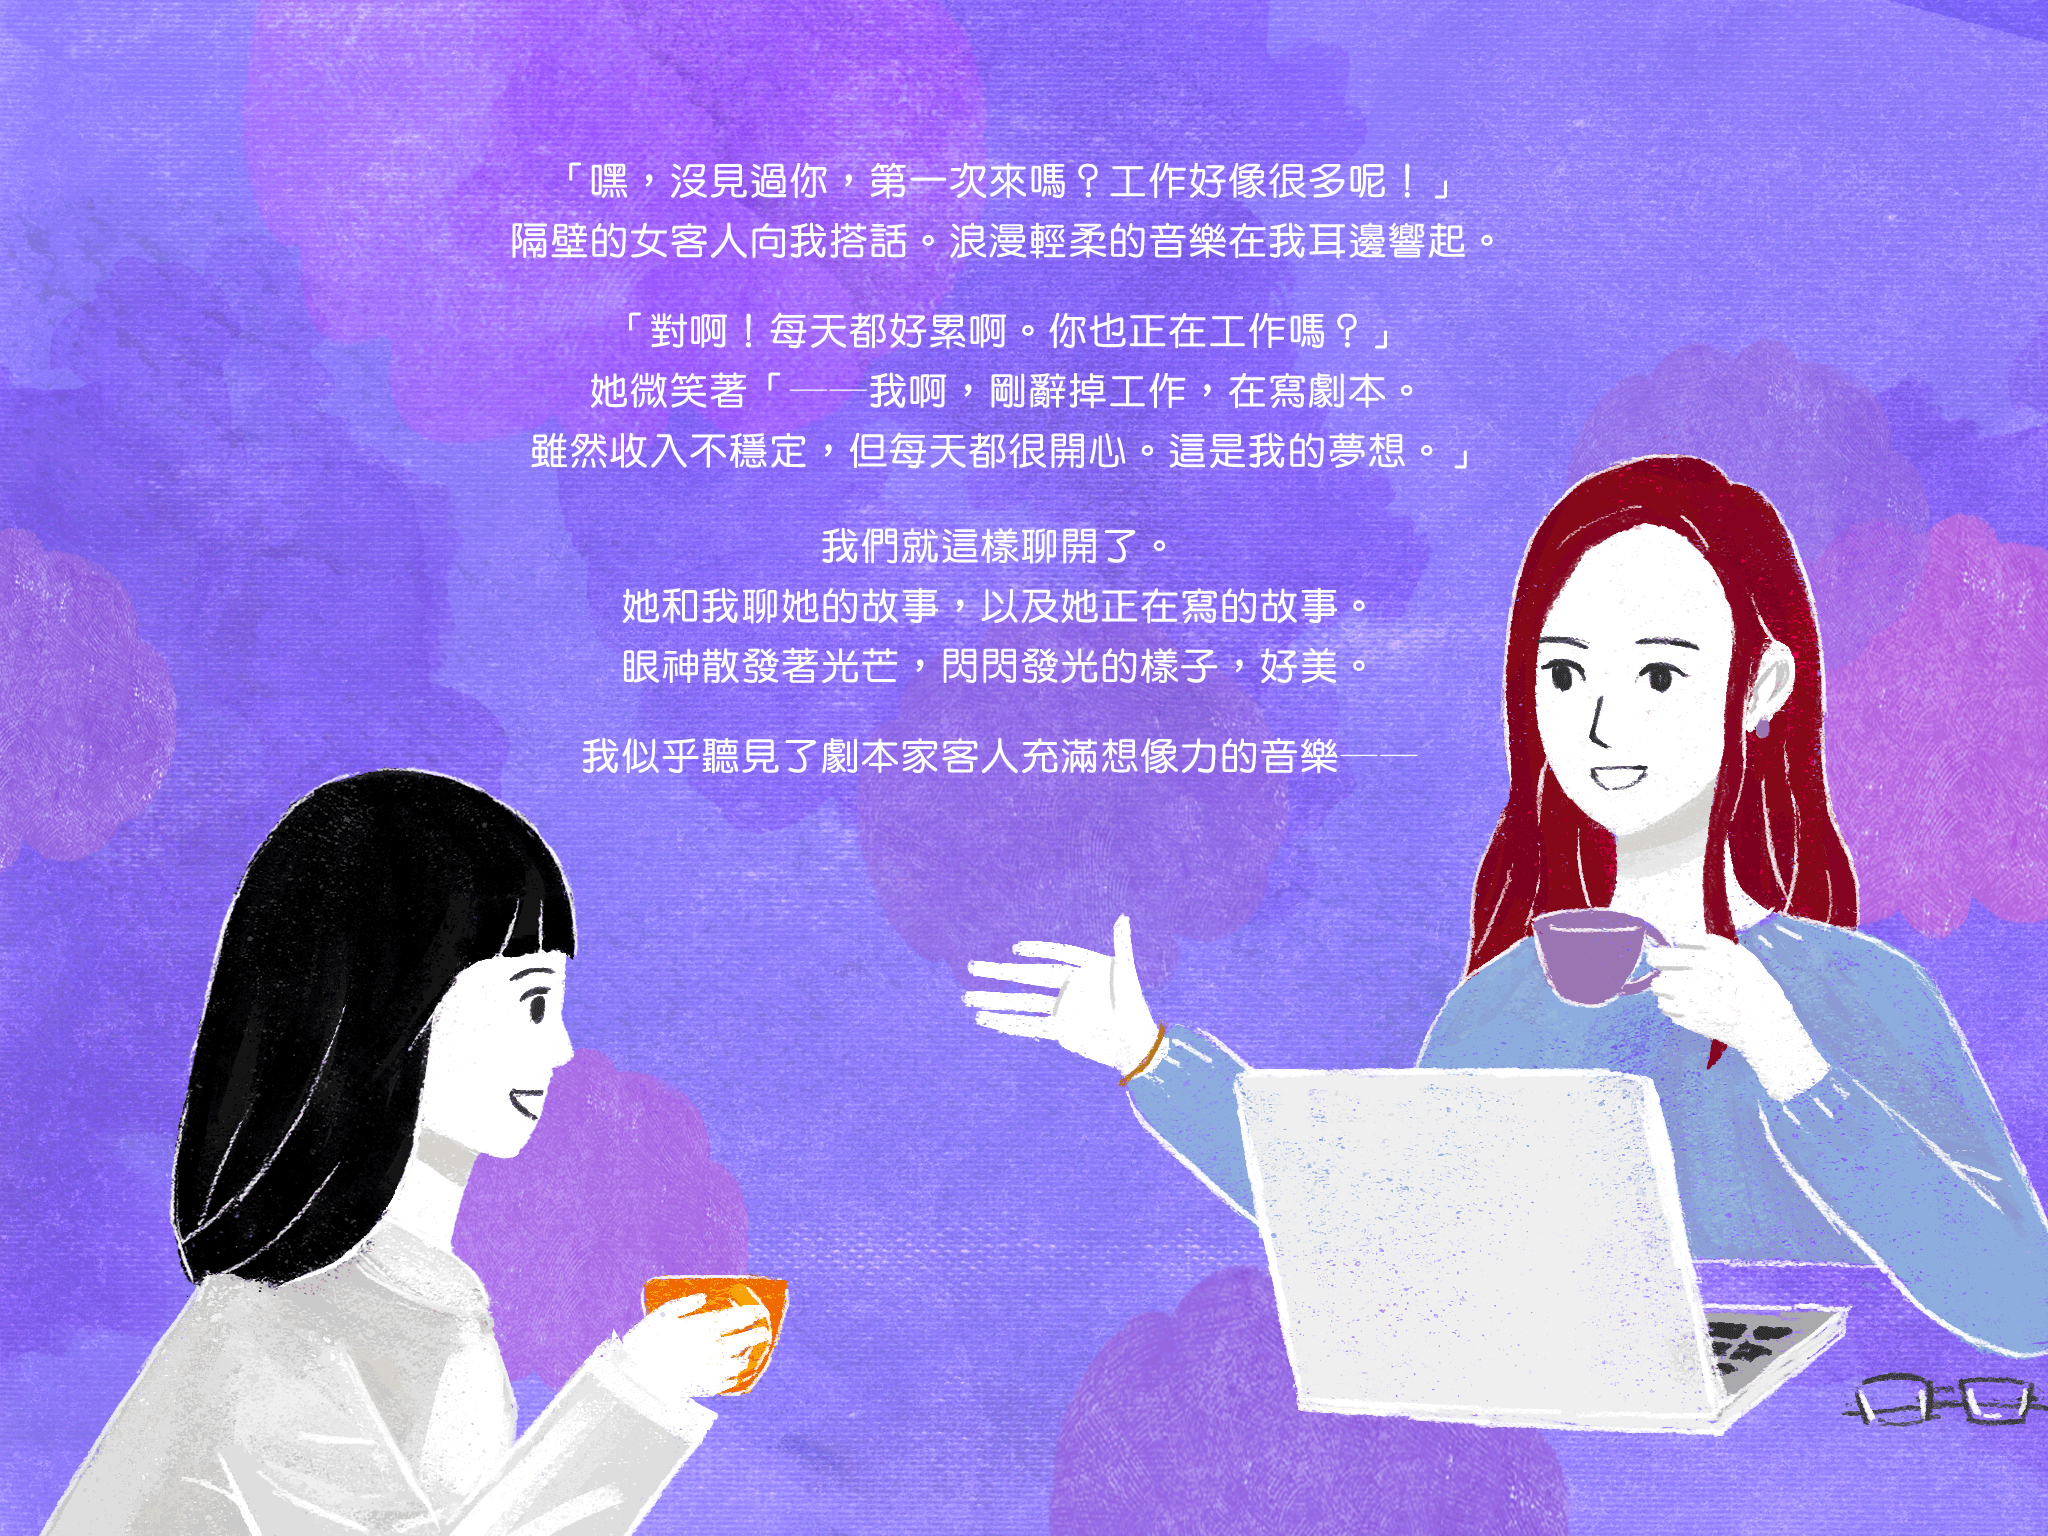 「嘿，沒見過你，第一次來嗎？工作好像很多呢！」
隔壁的女客人向我搭話。浪漫輕柔的音樂在我耳邊響起。
「對啊！每天都好累啊。你也正在工作嗎？」
她微笑著「——我啊，剛辭掉工作，在寫劇本。
雖然收入不穩定，但每天都很開心。這是我的夢想。」
我們就這樣聊開了。
她和我聊她的故事，以及她正在寫的故事。
眼神散發著光芒，閃閃發光的樣子，好美。
我似乎聽見了劇本家客人充滿想像力的音樂——